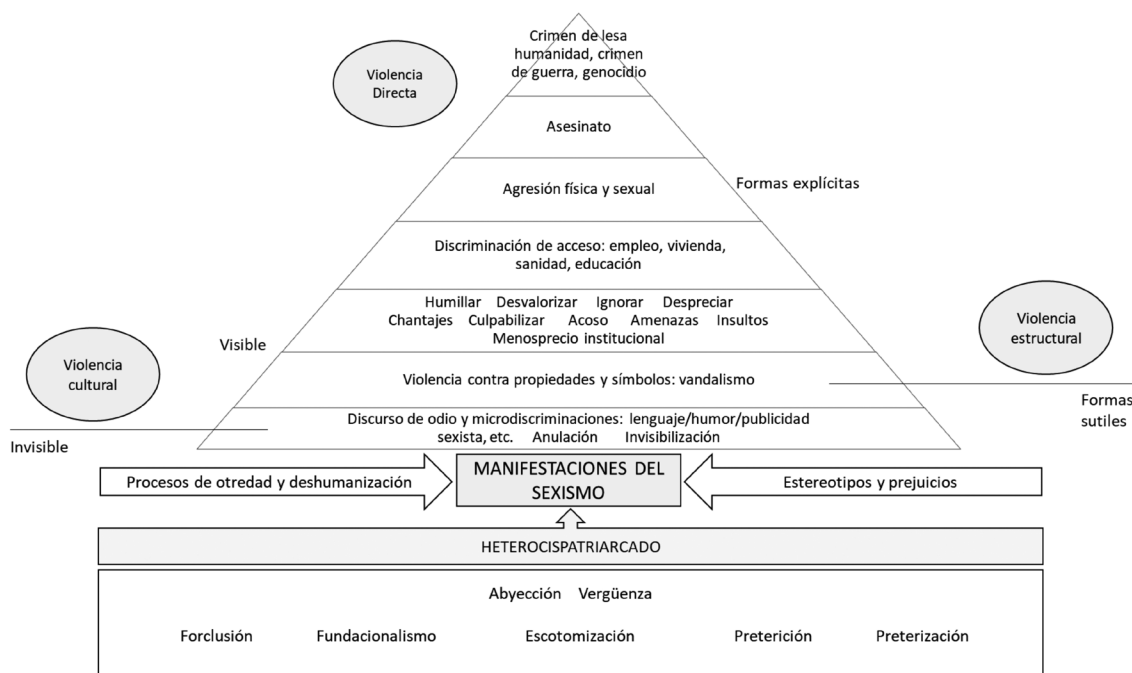 Crimen de lesa
humanidad, crimen
de guerra, genocidio
Violencia
Directa
Asesinato
Agresión física y sexual
Formas explícitas
Discriminación de acceso: empleo, vivienda,
sanidad, educación
Humillar Desvalorizar Ignorar Despreciar
Chantajes Culpabilizar Acoso Amenazas Insultos
Menosprecio institucional
Violencia
estructural
Visible
Violencia
cultural
Violencia contra propiedades y símbolos: vandalismo
Formas
sutiles
Discurso de odio y microdiscriminaciones: lenguaje/humor/publicidad
sexista, etc. Anulación Invisibilización
Invisible
MANIFESTACIONES DEL
SEXISMO
Procesos de otredad y deshumanización
Estereotipos y prejuicios
HETEROCISPATRIARCADO
Abyección Vergüenza
Forclusión Fundacionalismo Escotomización Preterición Preterización